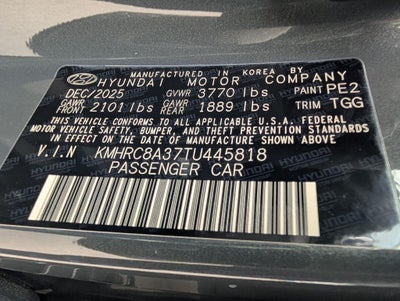 MANUFACTURED IN KOREA BY
HYUNDAI MOTOR COMPANY
DEC/2025 GVWR 3770 lbs PAINT PE2
GAWR FRONT 2101 lbs GAWR REAR 1889 lbs TRIM TGG
THIS VEHICLE CONFORMS TO ALL APPLICABLE U.S.A FEDERAL
MOTOR VEHICLE SAFETY, BUMPER, AND THEFT PREVENTION
STANDARDS IN EFFECT ON THE DATE OF MANUFACTURE SHOWN ABOVE.
V.I.N KMHRC8A37TU445818
PASSENGER CAR